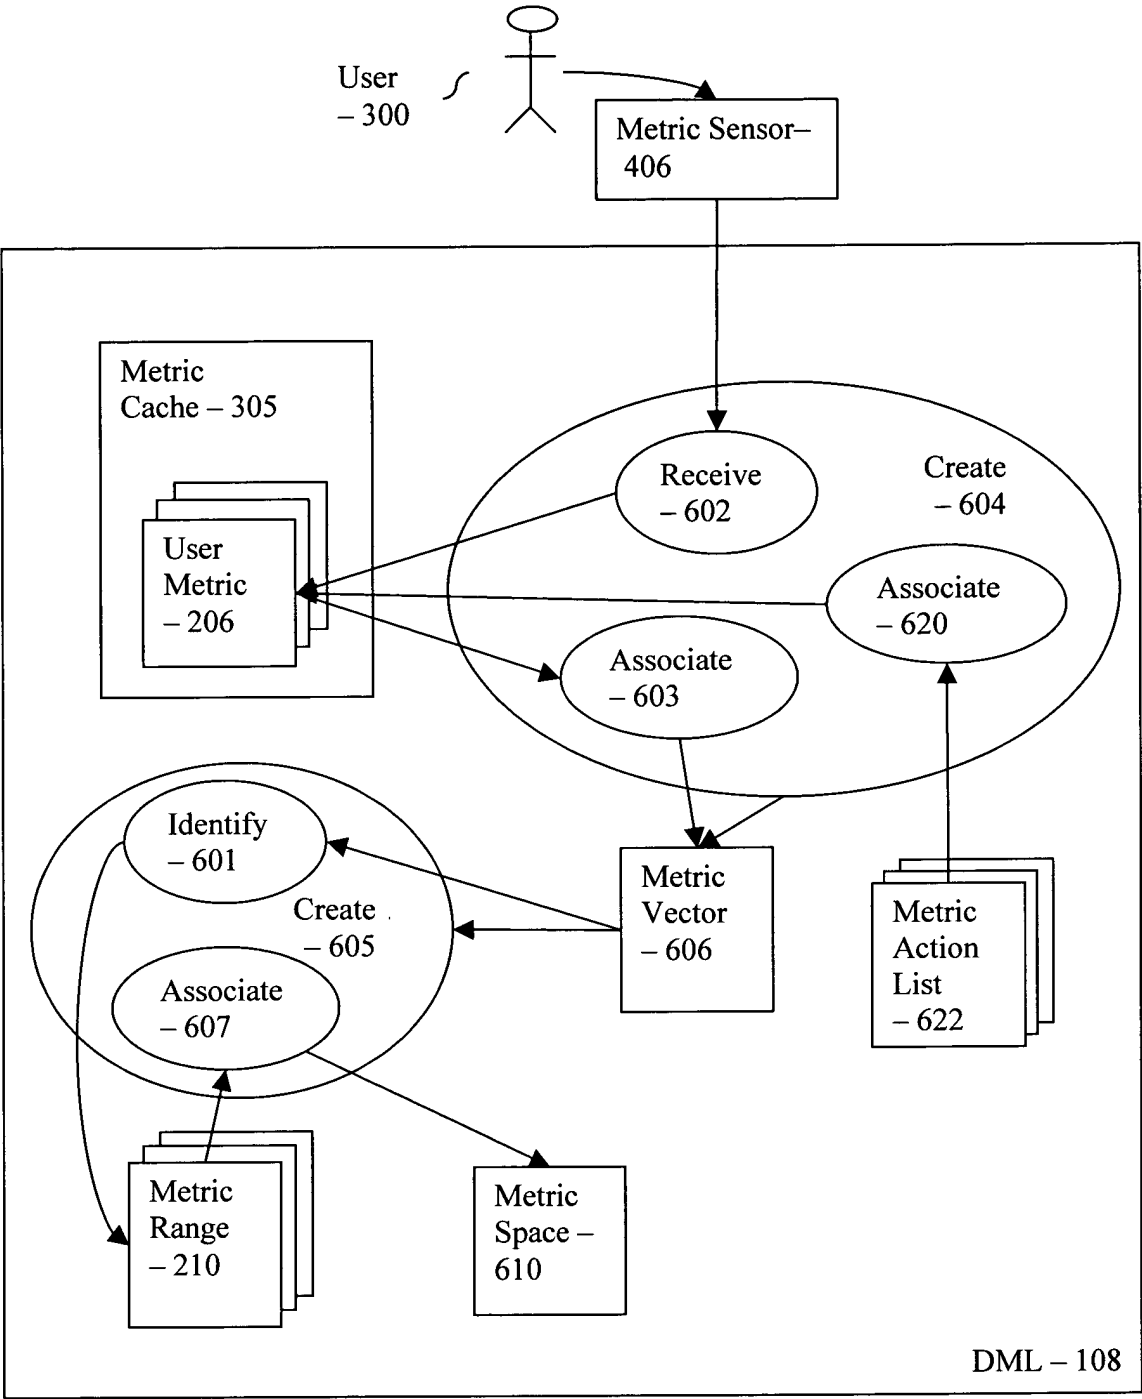 User
– 300
Metric Sensor–
406
Metric
Cache – 305
Receive
– 602
Create
– 604
User
Metric
– 206
Associate
– 620
Associate
– 603
Identify
– 601
Create
– 605
Metric
Vector
– 606
Metric
Action
List
– 622
Associate
– 607
Metric
Range
– 210
Metric
Space –
610
DML – 108